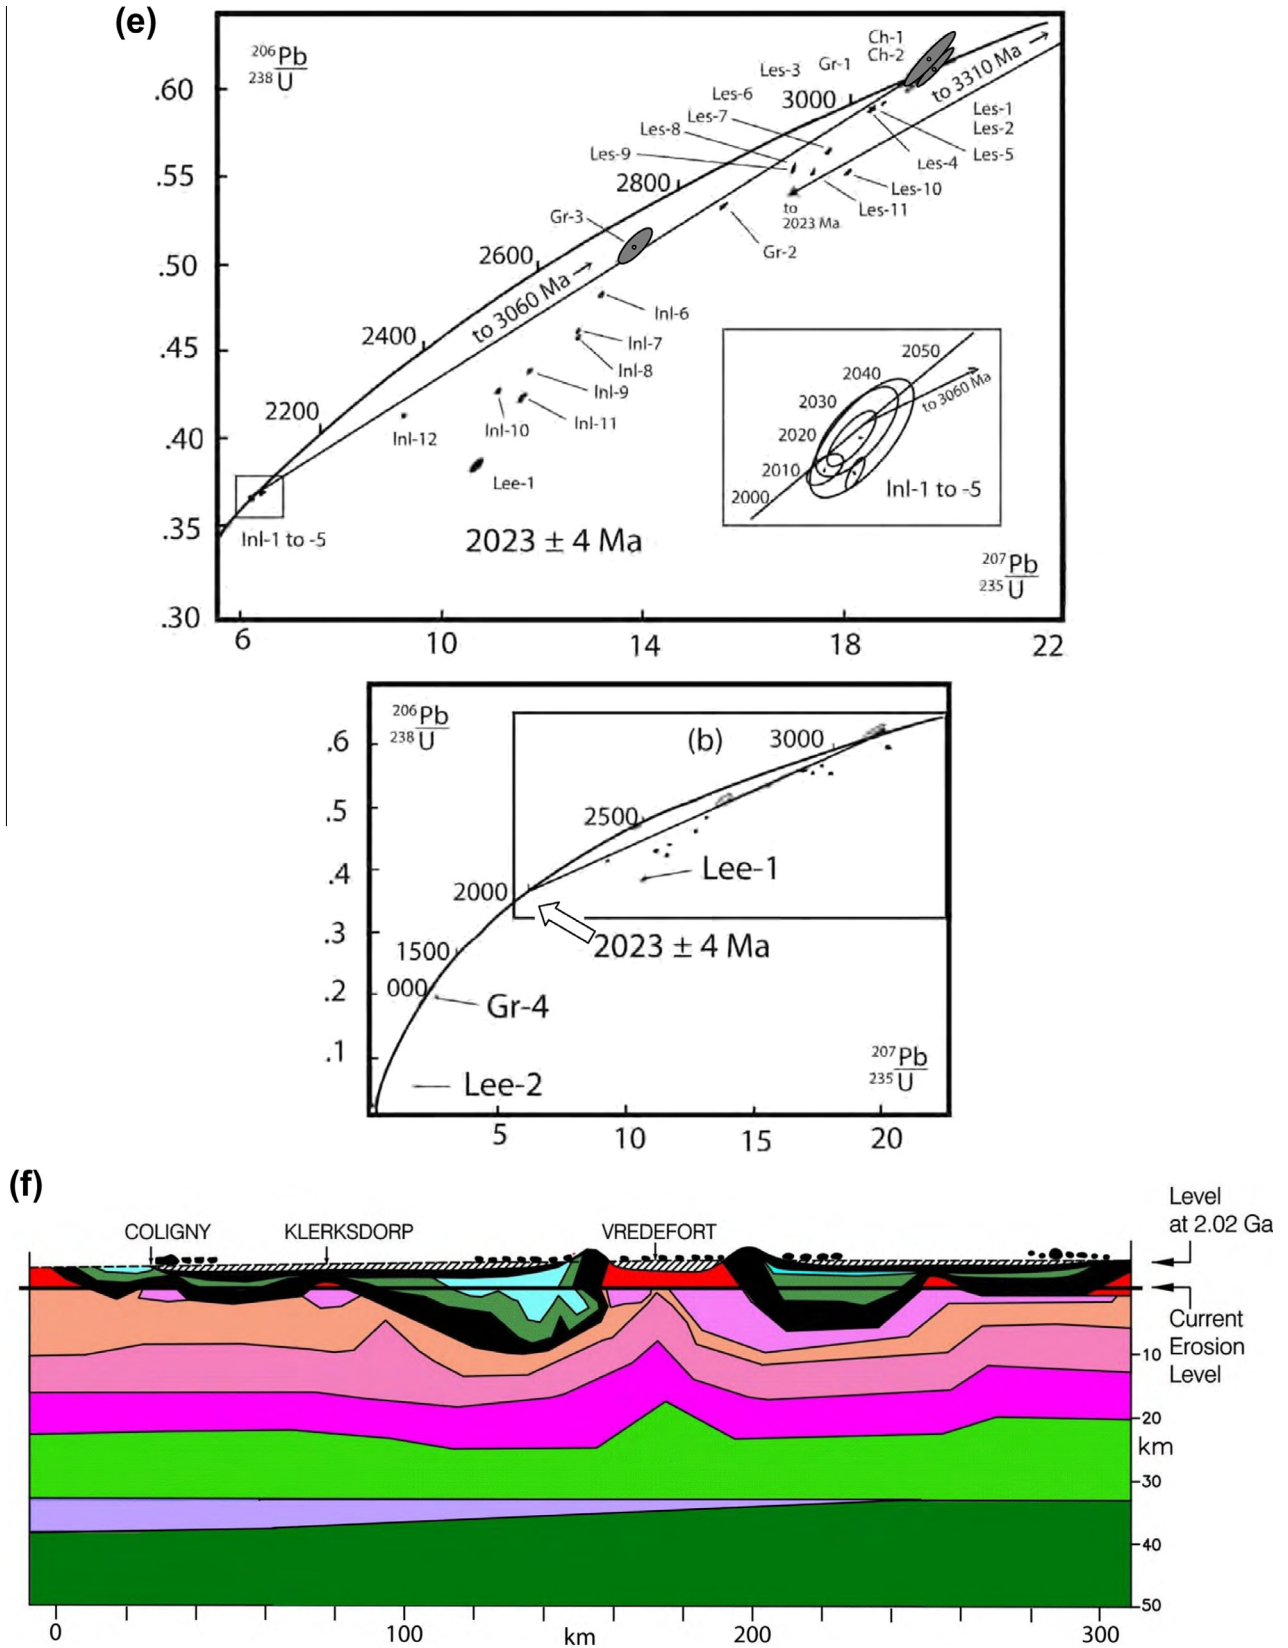 (e)
206Pb
238U
.60
.55
.50
.45
.40
.35
.30
6
10
14
18
22
Ch-1
Ch-2
Gr-1
Les-3
Les-6
3000
to 3310 Ma
Les-7
Les-1
Les-2
Les-8
Les-5
Les-9
Les-4
2800
Les-10
to
2023 Ma
Les-11
Gr-3
Gr-2
2600
to 3060 Ma
Inl-6
2400
Inl-7
Inl-8
Inl-9
2200
Inl-10
Inl-11
Inl-12
Lee-1
Inl-1 to -5
2023 ± 4 Ma
2050
2040
to 3060 Ma
2030
2020
2010
2000
Inl-1 to -5
207Pb
235U
206Pb
238U
.6
.5
.4
.3
.2
.1
5
10
15
20
(b)
3000
2500
Lee-1
2000
2023 ± 4 Ma
1500
000
Gr-4
Lee-2
207Pb
235U
(f)
Level
at 2.02 Ga
COLIGNY
KLERKSDORP
VREDEFORT
Current
Erosion
Level
10
20
km
30
40
50
0
100
km
200
300